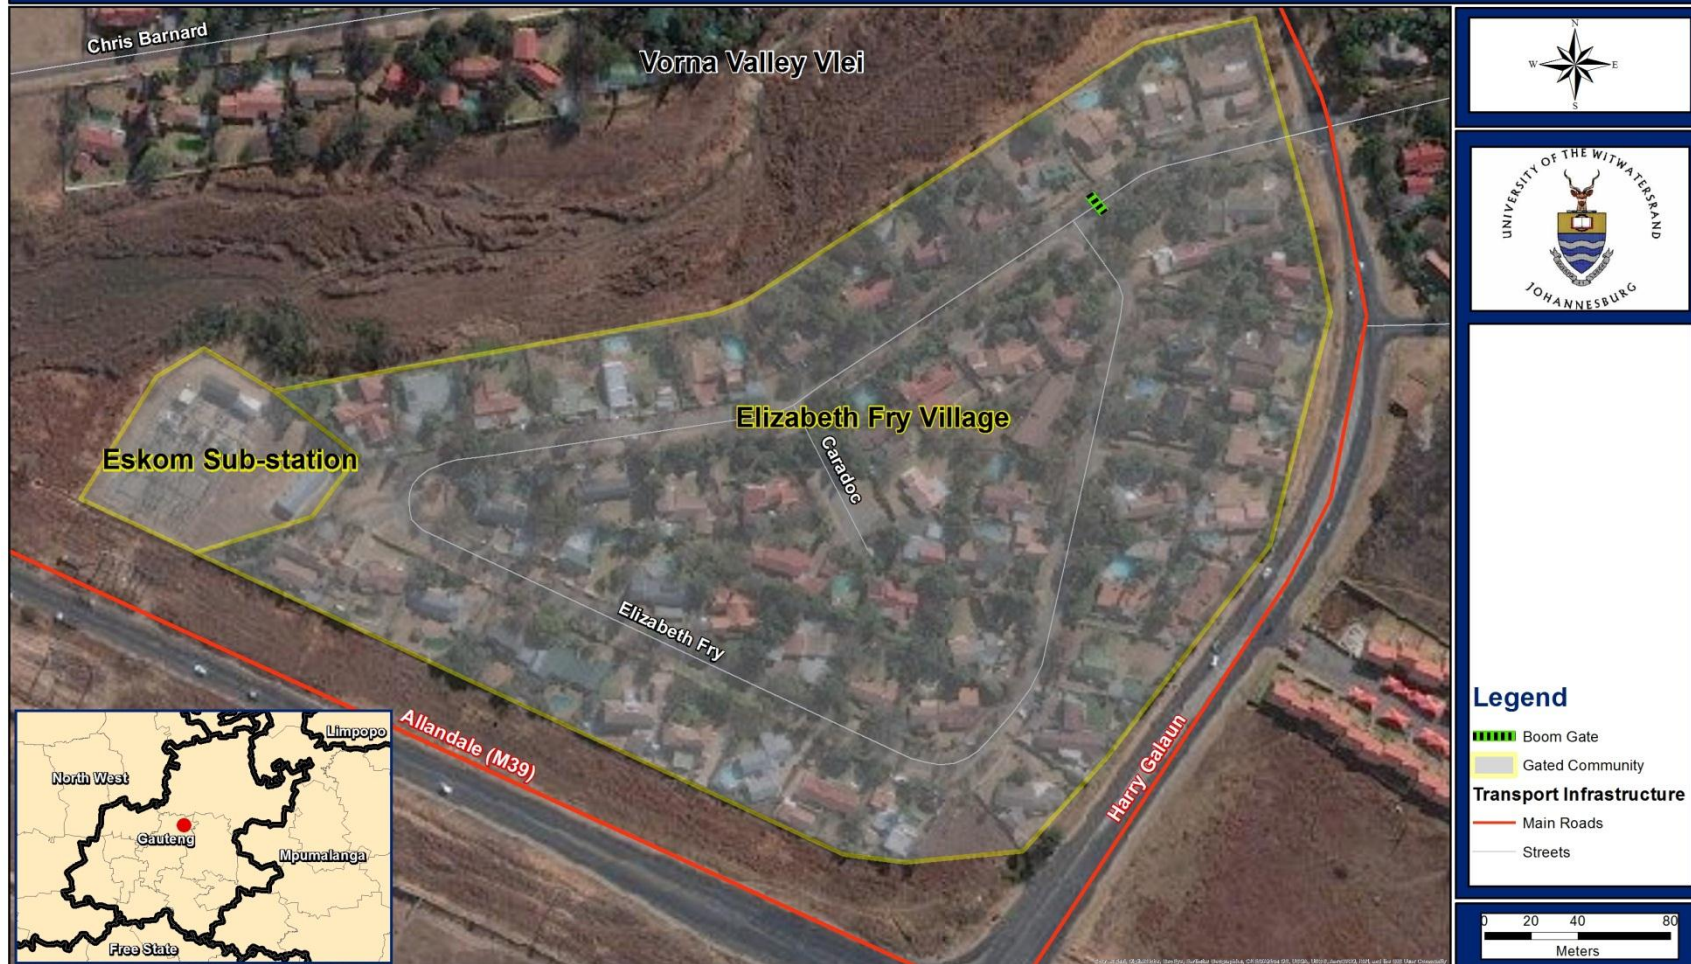 Chris Barnard
Vorna Valley Vlei
Elizabeth Fry Village
Eskom Sub-station
Caradoc
Elizabeth Fry
Allandale (M39)
Harry Galaun
Limpopo
North West
Gauteng
Mpumalanga
Free State
N
W
E
S
UNIVERSITY OF THE WITWATERSRAND
JOHANNESBURG
Legend
Boom Gate
Gated Community
Transport Infrastructure
Main Roads
Streets
0 20 40 80
Meters